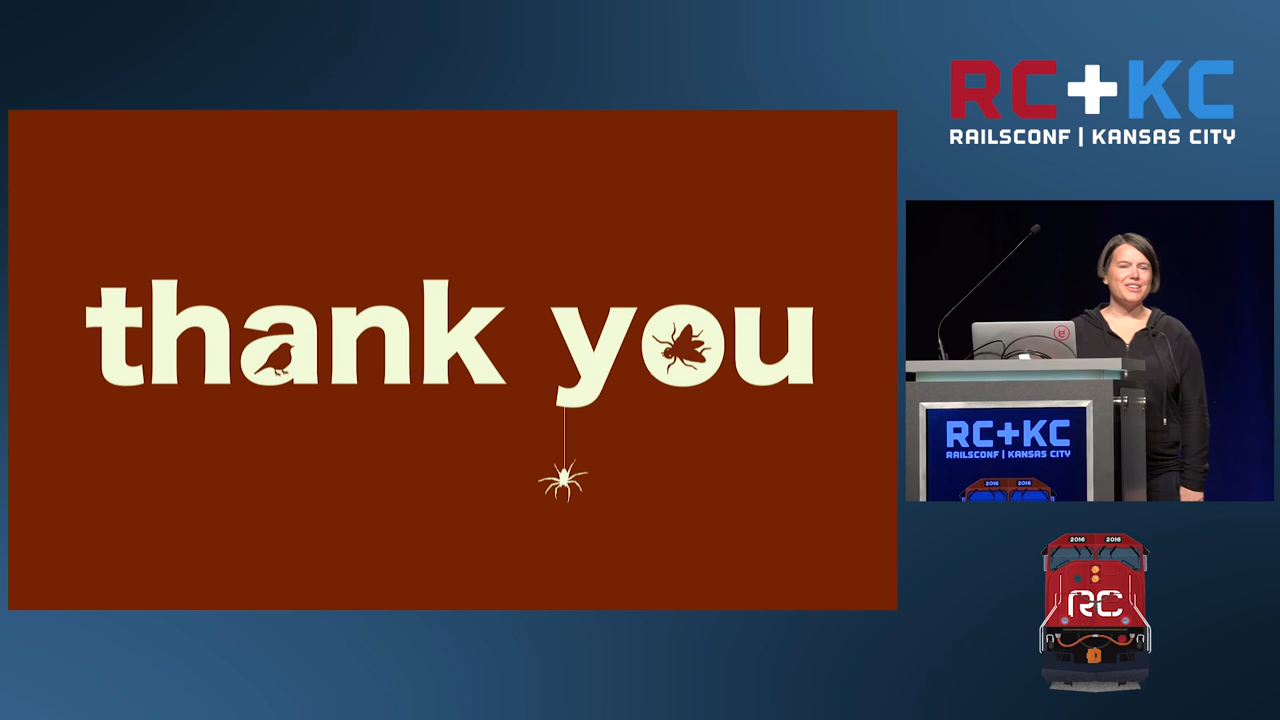 RC+KC
RAILSCONF | KANSAS CITY
thank you
RC+KC
RAILSCONF | KANSAS CITY
2016 2016
2016 2016
RC